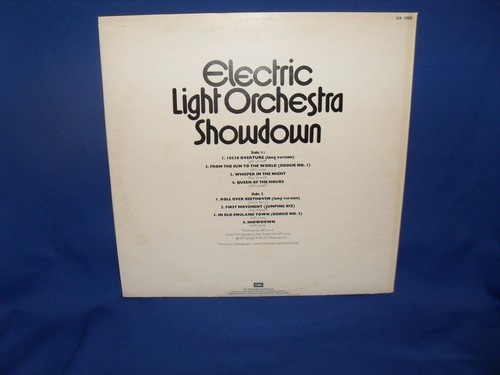 Electric
Light Orchestra
Showdown
Side 1:
1. 10538 OVERTURE (long version)
2. FROM THE SUN TO THE WORLD (BOOGIE NO. 1)
3. WHISPER IN THE NIGHT
4. QUEEN OF THE HOURS
Side 2
1. ROLL OVER BEETHOVEN (long version)
2. FIRST MOVEMENT (JUMPING BIZ)
3. IN OLD ENGLAND TOWN (BOOGIE NO. 2)
4. SHOWDOWN
EMI